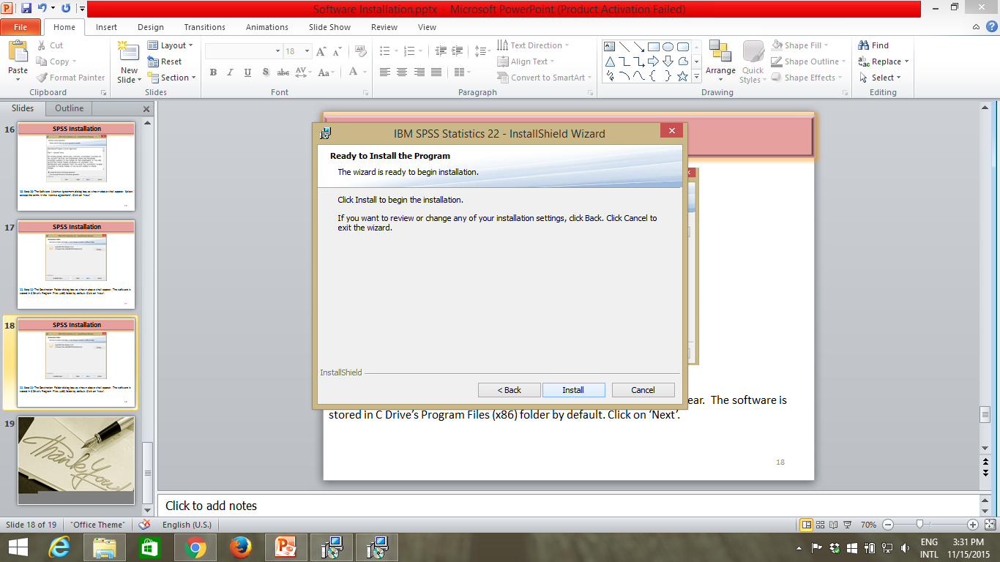 Software Installation.pptx - Microsoft PowerPoint (Product Activation Failed)
File Home Insert Design Transitions Animations Slide Show Review View
Paste
Cut
Copy
Format Painter
Clipboard
New Slide
Layout
Reset
Section
Slides
18
B I U S abc AV Aa A
Font
Text Direction
Align Text
Convert to SmartArt
Paragraph
Arrange
Quick Styles
Shape Fill
Shape Outline
Shape Effects
Drawing
Find
Replace
Select
Editing
Slides Outline
16
SPSS Installation
17
SPSS Installation
18
SPSS Installation
19
Thank You
IBM SPSS Statistics 22 - InstallShield Wizard
Ready to Install the Program
The wizard is ready to begin installation.
Click Install to begin the installation.
If you want to review or change any of your installation settings, click Back. Click Cancel to
exit the wizard.
InstallShield
< Back Install Cancel
ear. The software is
stored in C Drive’s Program Files (x86) folder by default. Click on ‘Next’.
18
Click to add notes
Slide 18 of 19 "Office Theme" English (U.S.) 70%
ENG 3:31 PM
INTL 11/15/2015